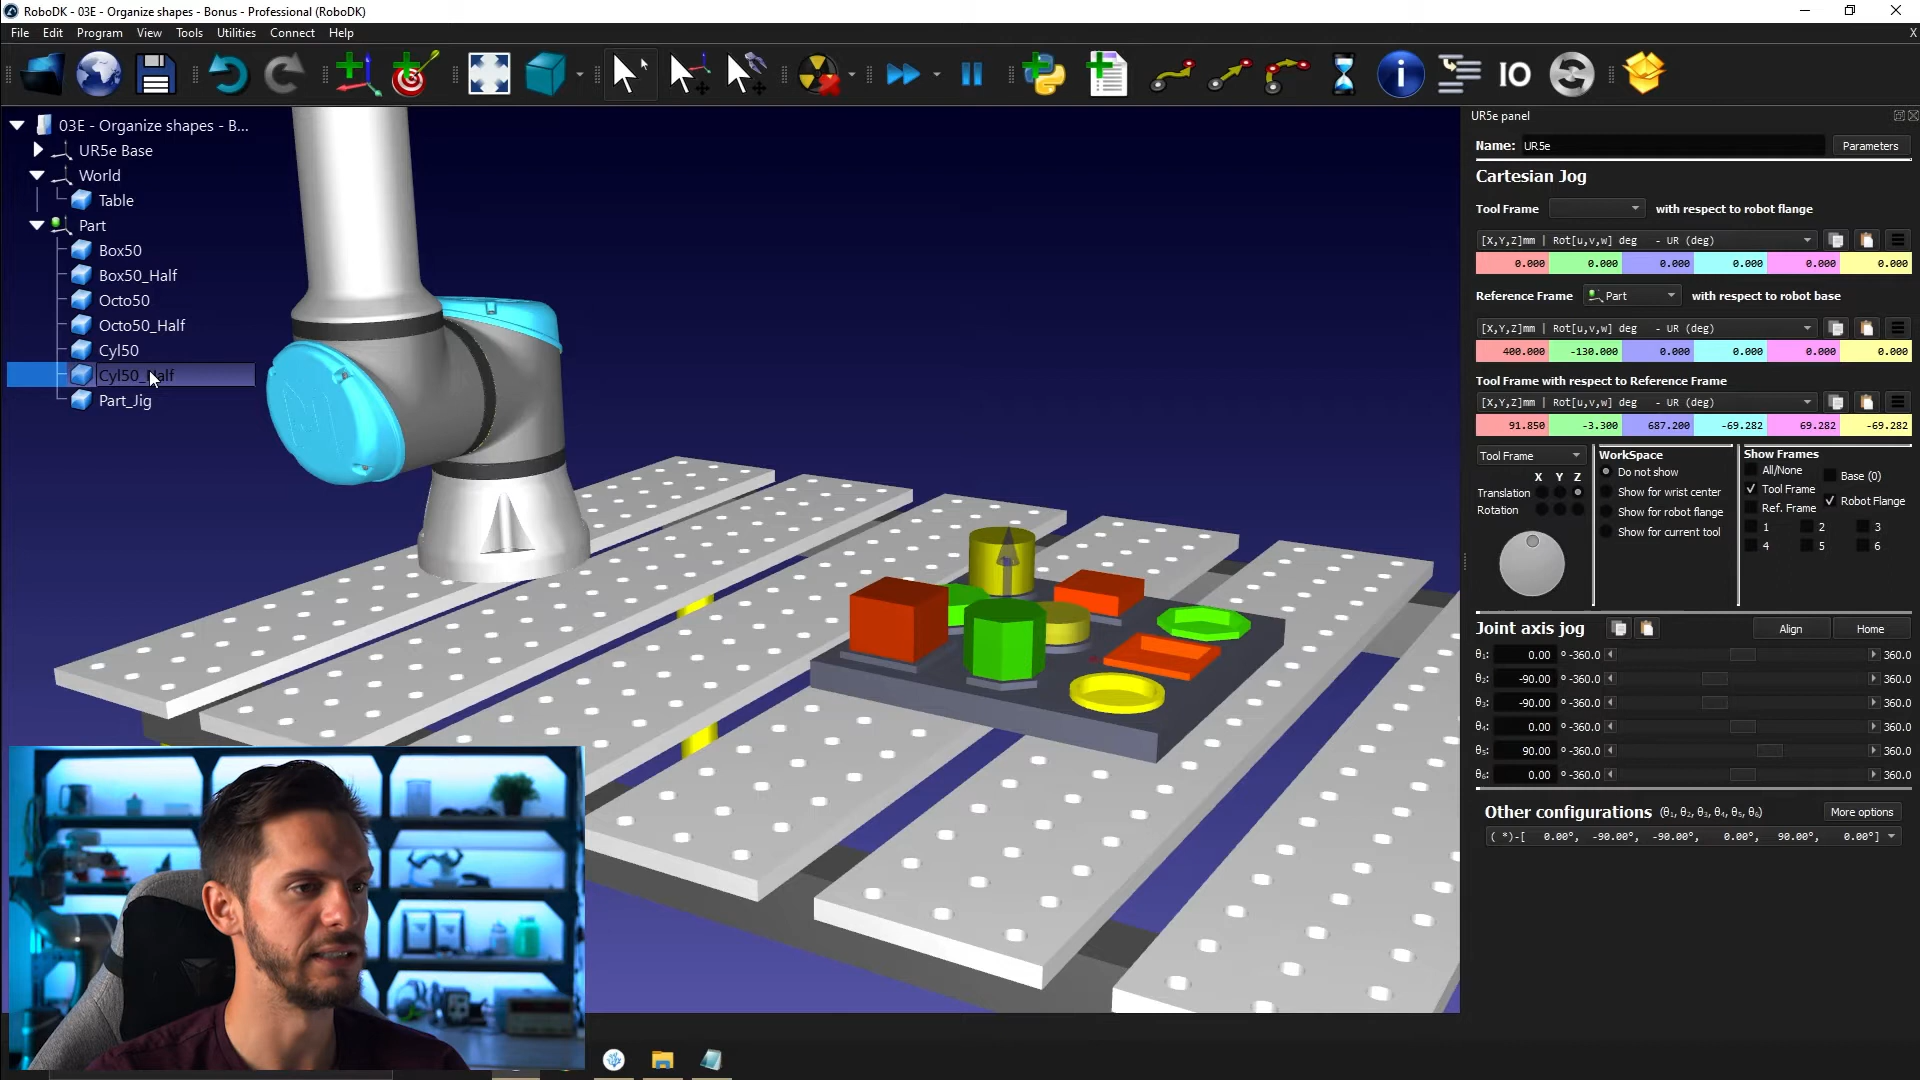 RoboDK - 03E - Organize shapes - Bonus - Professional (RoboDK)
File Edit Program View Tools Utilities Connect Help X
IO
03E - Organize shapes - B...
UR5e Base
World
Table
Part
Box50
Box50_Half
Octo50
Octo50_Half
Cyl50
Cyl50_Half
Part_Jig
UR5e panel
Name: UR5e Parameters
Cartesian Jog
Tool Frame with respect to robot flange
[X,Y,Z]mm | Rot[u,v,w] deg - UR (deg)
0.000 0.000 0.000 0.000 0.000 0.000
Reference Frame Part with respect to robot base
[X,Y,Z]mm | Rot[u,v,w] deg - UR (deg)
400.000 -130.000 0.000 0.000 0.000 0.000
Tool Frame with respect to Reference Frame
[X,Y,Z]mm | Rot[u,v,w] deg - UR (deg)
91.850 -3.300 687.200 -69.282 69.282 -69.282
Tool Frame
X Y Z
Translation
Rotation
WorkSpace
Do not show
Show for wrist center
Show for robot flange
Show for current tool
Show Frames
All/None Base (0)
Tool Frame Robot Flange
Ref. Frame
1 2 3
4 5 6
Joint axis jog Align Home
θ₁: 0.00 º -360.0 360.0
θ₂: -90.00 º -360.0 360.0
θ₃: -90.00 º -360.0 360.0
θ₄: 0.00 º -360.0 360.0
θ₅: 90.00 º -360.0 360.0
θ₆: 0.00 º -360.0 360.0
Other configurations (θ₁, θ₂, θ₃, θ₄, θ₅, θ₆) More options
( *)-[ 0.00°, -90.00°, -90.00°, 0.00°, 90.00°, 0.00°]